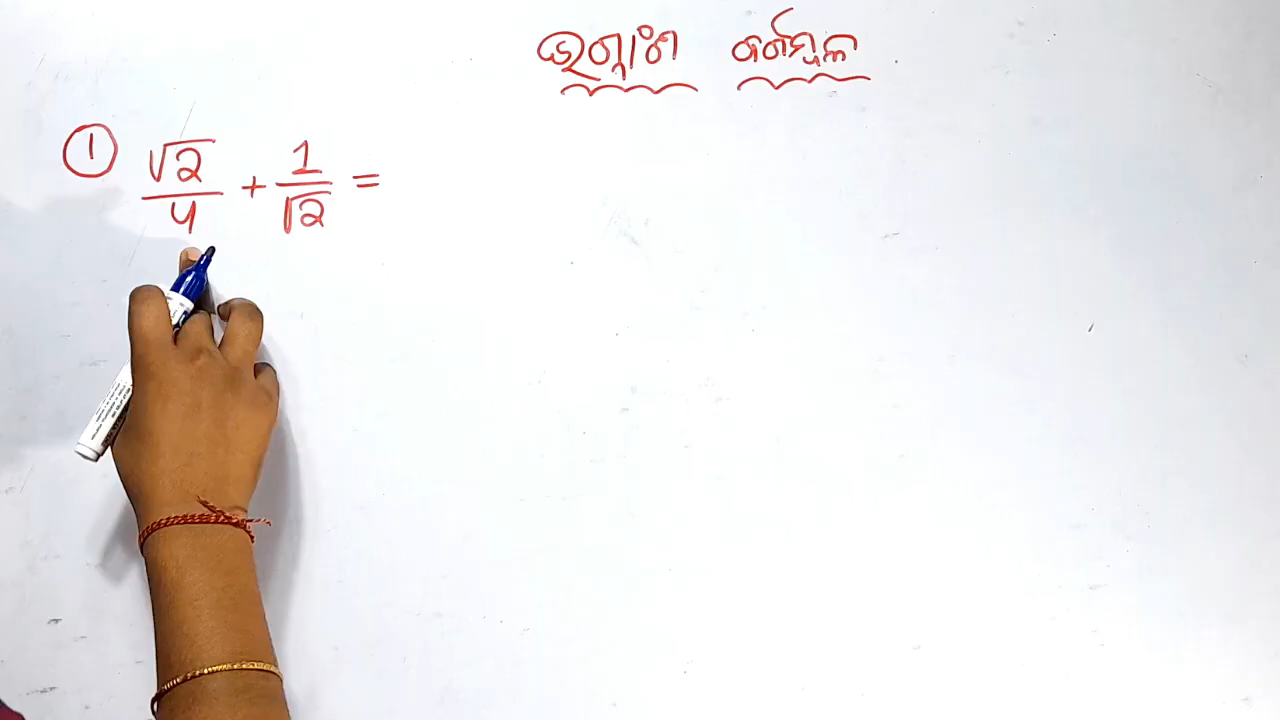 ଭଗ୍ନାଂଶ ବର୍ଗମୂଳ
① √2/4 + 1/√2 =